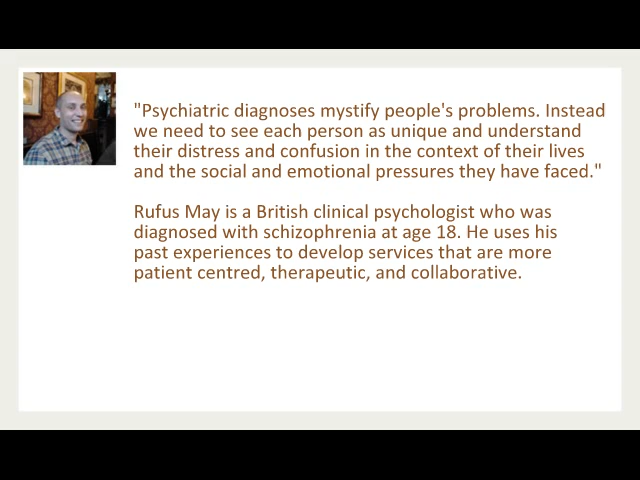 "Psychiatric diagnoses mystify people's problems. Instead
we need to see each person as unique and understand
their distress and confusion in the context of their lives
and the social and emotional pressures they have faced."
Rufus May is a British clinical psychologist who was
diagnosed with schizophrenia at age 18. He uses his
past experiences to develop services that are more
patient centred, therapeutic, and collaborative.